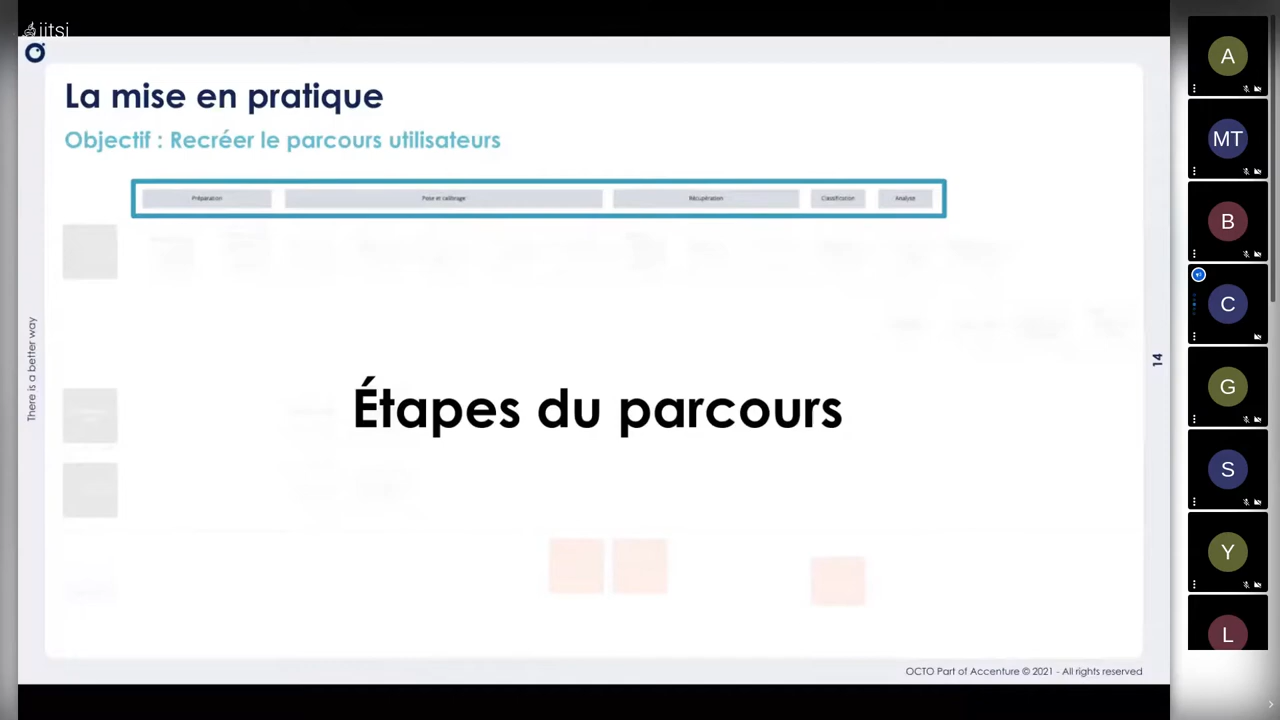 jitsi
La mise en pratique
Objectif : Recréer le parcours utilisateurs
Préparation
Pose et calibrage
Récupération
Classification
Analyse
Étapes du parcours
There is a better way
14
OCTO Part of Accenture © 2021 - All rights reserved
A
MT
B
C
G
S
Y
L